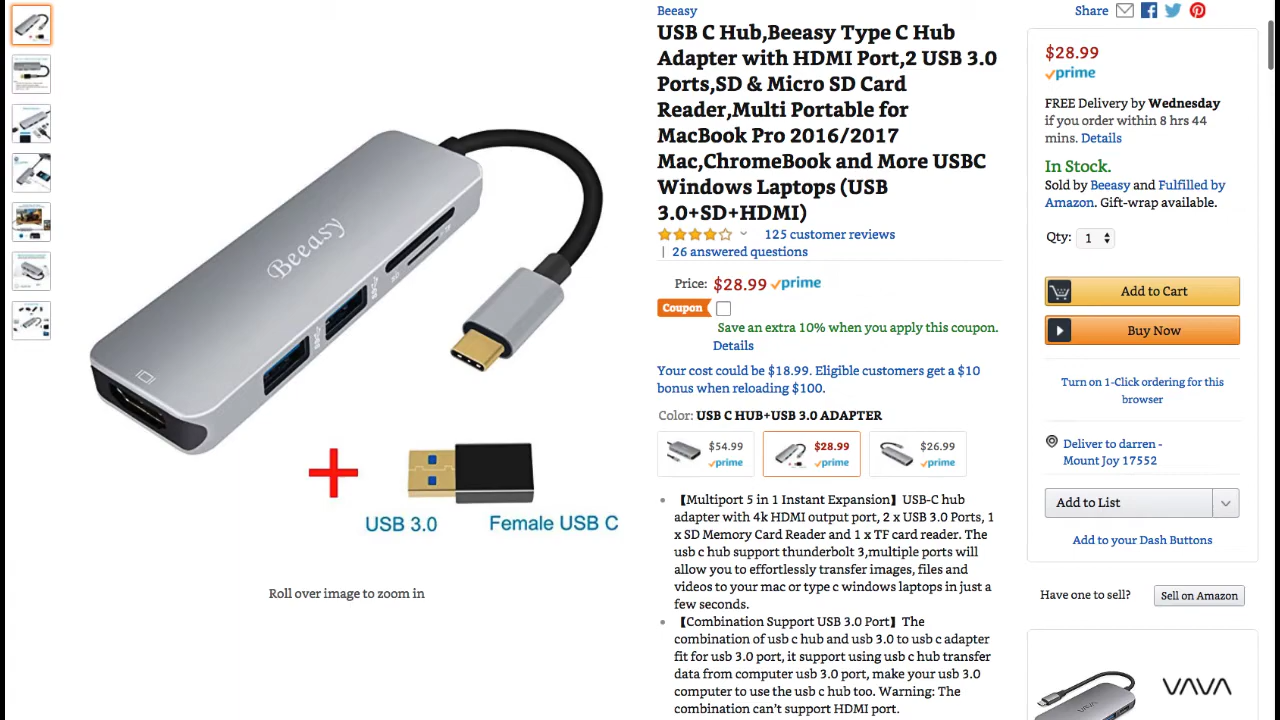 Beeasy
USB C Hub,Beeasy Type C Hub
Adapter with HDMI Port,2 USB 3.0
Ports,SD & Micro SD Card
Reader,Multi Portable for
MacBook Pro 2016/2017
Mac,ChromeBook and More USBC
Windows Laptops (USB
3.0+SD+HDMI)
125 customer reviews
| 26 answered questions
Price: $28.99 prime
Coupon
Save an extra 10% when you apply this coupon.
Details
Your cost could be $18.99. Eligible customers get a $10
bonus when reloading $100.
Color: USB C HUB+USB 3.0 ADAPTER
$54.99 prime
$28.99 prime
$26.99 prime
【Multiport 5 in 1 Instant Expansion】USB-C hub
adapter with 4k HDMI output port, 2 x USB 3.0 Ports, 1
x SD Memory Card Reader and 1 x TF card reader. The
usb c hub support thunderbolt 3,multiple ports will
allow you to effortlessly transfer images, files and
videos to your mac or type c windows laptops in just a
few seconds.
【Combination Support USB 3.0 Port】The
combination of usb c hub and usb 3.0 to usb c adapter
fit for usb 3.0 port, it support using usb c hub transfer
data from computer usb 3.0 port, make your usb 3.0
computer to use the usb c hub too. Warning: The
combination can't support HDMI port.
Beeasy
USB 3.0
Female USB C
Roll over image to zoom in
Share
$28.99
prime
FREE Delivery by Wednesday
if you order within 8 hrs 44
mins. Details
In Stock.
Sold by Beeasy and Fulfilled by
Amazon. Gift-wrap available.
Qty: 1
Add to Cart
Buy Now
Turn on 1-Click ordering for this
browser
Deliver to darren -
Mount Joy 17552
Add to List
Add to your Dash Buttons
Have one to sell? Sell on Amazon
VAVA